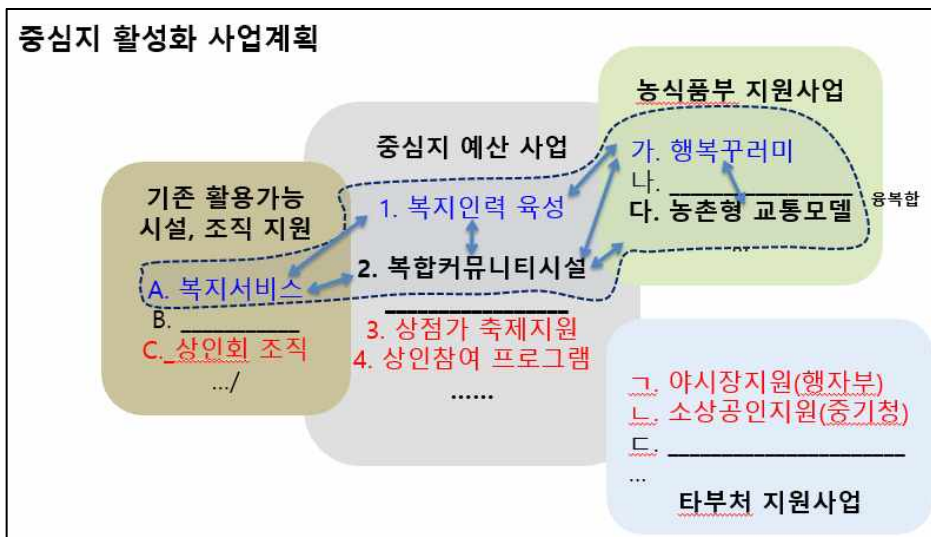 중심지 활성화 사업계획
농식품부 지원사업
가. 행복꾸러미
나. _________________
다. 농촌형 교통모델
...
융복합
중심지 예산 사업
1. 복지인력 육성
2. 복합커뮤니티시설
_________________
3. 상점가 축제지원
4. 상인참여 프로그램
......
기존 활용가능
시설, 조직 지원
A. 복지서비스
B. ___________
C._상인회 조직
.../
ㄱ. 야시장지원(행자부)
ㄴ. 소상공인지원(중기청)
ㄷ. ______________________
...
타부처 지원사업